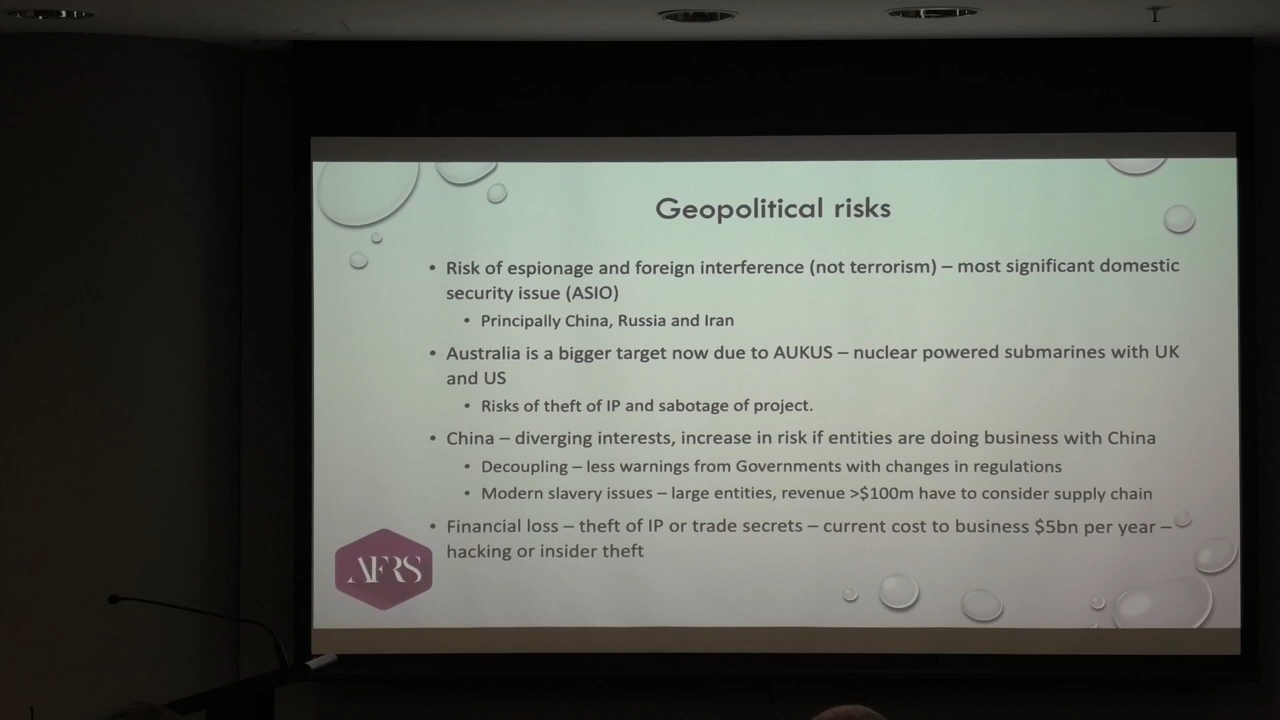 Geopolitical risks
• Risk of espionage and foreign interference (not terrorism) – most significant domestic
security issue (ASIO)
• Principally China, Russia and Iran
• Australia is a bigger target now due to AUKUS – nuclear powered submarines with UK
and US
• Risks of theft of IP and sabotage of project.
• China – diverging interests, increase in risk if entities are doing business with China
• Decoupling – less warnings from Governments with changes in regulations
• Modern slavery issues – large entities, revenue >$100m have to consider supply chain
• Financial loss – theft of IP or trade secrets – current cost to business $5bn per year –
hacking or insider theft
AFRS